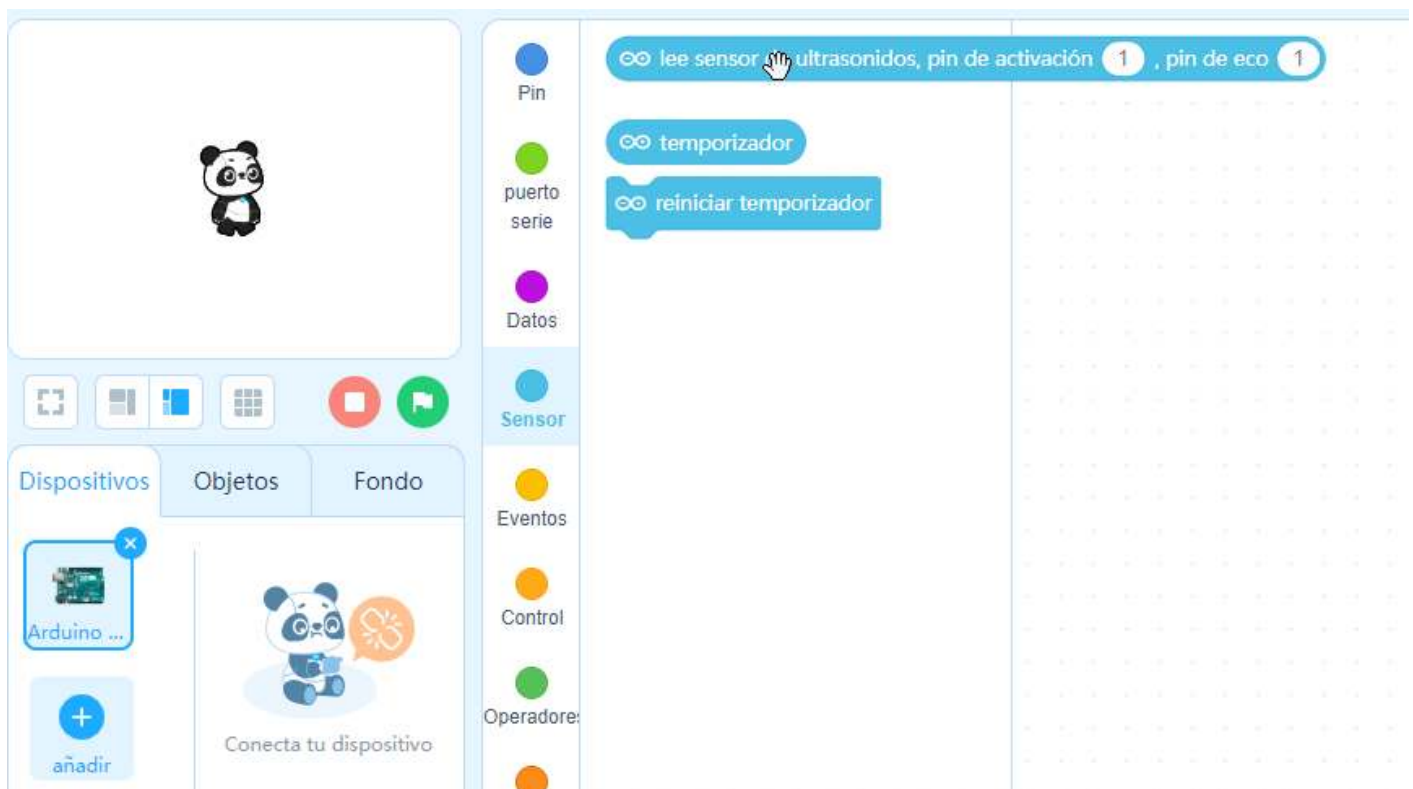 Pin
puerto
serie
Datos
Sensor
Eventos
Control
Operadores
lee sensor ultrasonidos, pin de activación 1 , pin de eco 1
temporizador
reiniciar temporizador
Dispositivos
Objetos
Fondo
Arduino ...
añadir
Conecta tu dispositivo